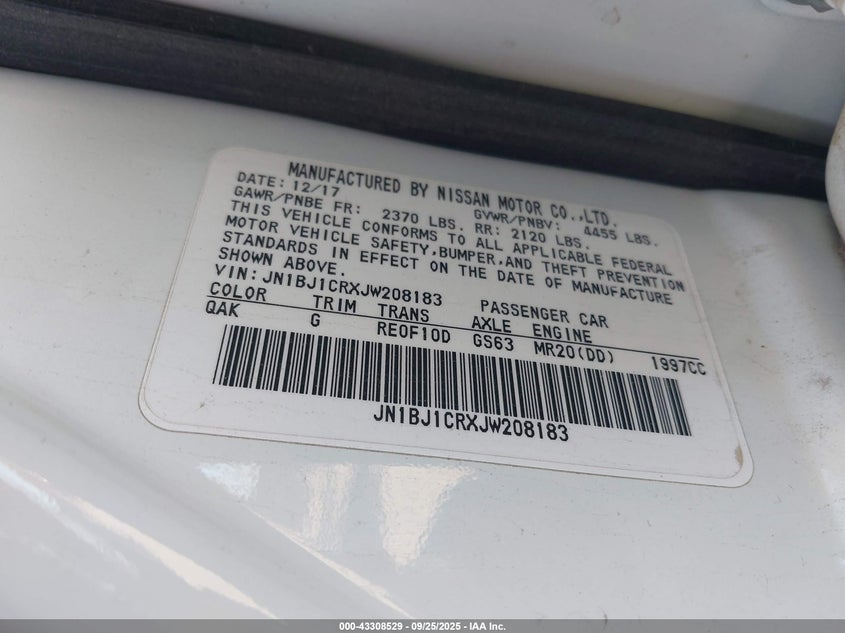 MANUFACTURED BY NISSAN MOTOR CO.,LTD.
DATE: 12/17 GVWR/PNBV: 4455 LBS.
GAWR/PNBE FR: 2370 LBS. RR: 2120 LBS.
THIS VEHICLE CONFORMS TO ALL APPLICABLE FEDERAL
MOTOR VEHICLE SAFETY,BUMPER,AND THEFT PREVENTION
STANDARDS IN EFFECT ON THE DATE OF MANUFACTURE
SHOWN ABOVE.
VIN: JN1BJ1CRXJW208183 PASSENGER CAR
COLOR TRIM TRANS AXLE ENGINE
QAK G RE0F10D GS63 MR20(DD) 1997CC
JN1BJ1CRXJW208183
000-43308529 - 09/25/2025 - IAA Inc.